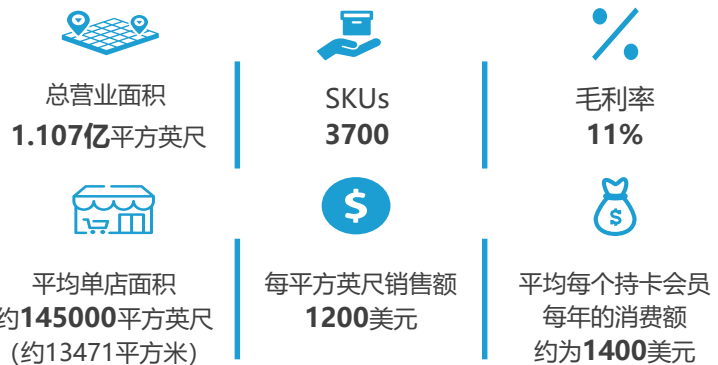 总营业面积
1.107亿平方英尺
SKUs
3700
毛利率
11%
平均单店面积
约145000平方英尺
(约13471平方米)
每平方英尺销售额
1200美元
平均每个持卡会员
每年的消费额
约为1400美元